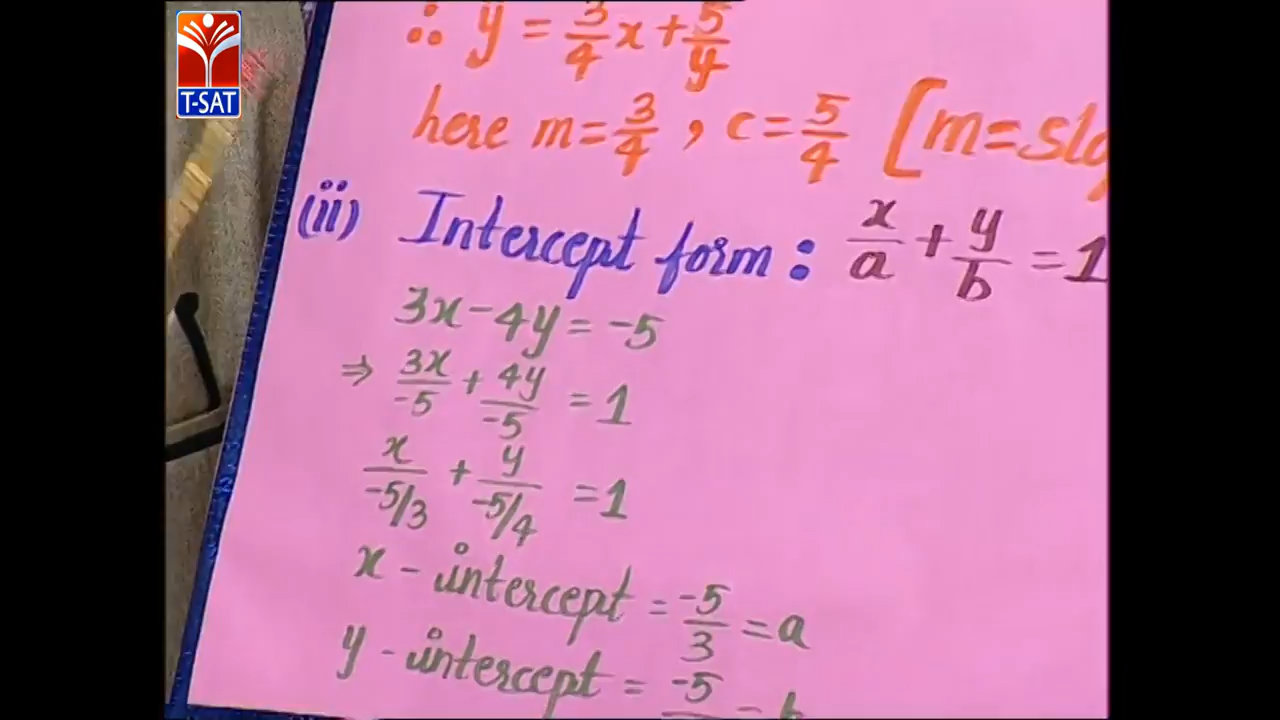 T-SAT
∴ y = 3/4 x + 5/y
here m = 3/4 , c = 5/4 [m = slo
(ii) Intercept form : x/a + y/b = 1
3x - 4y = -5
⇒ 3x/-5 + 4y/-5 = 1
x/-5/3 + y/-5/4 = 1
x - intercept = -5/3 = a
y - intercept = -5